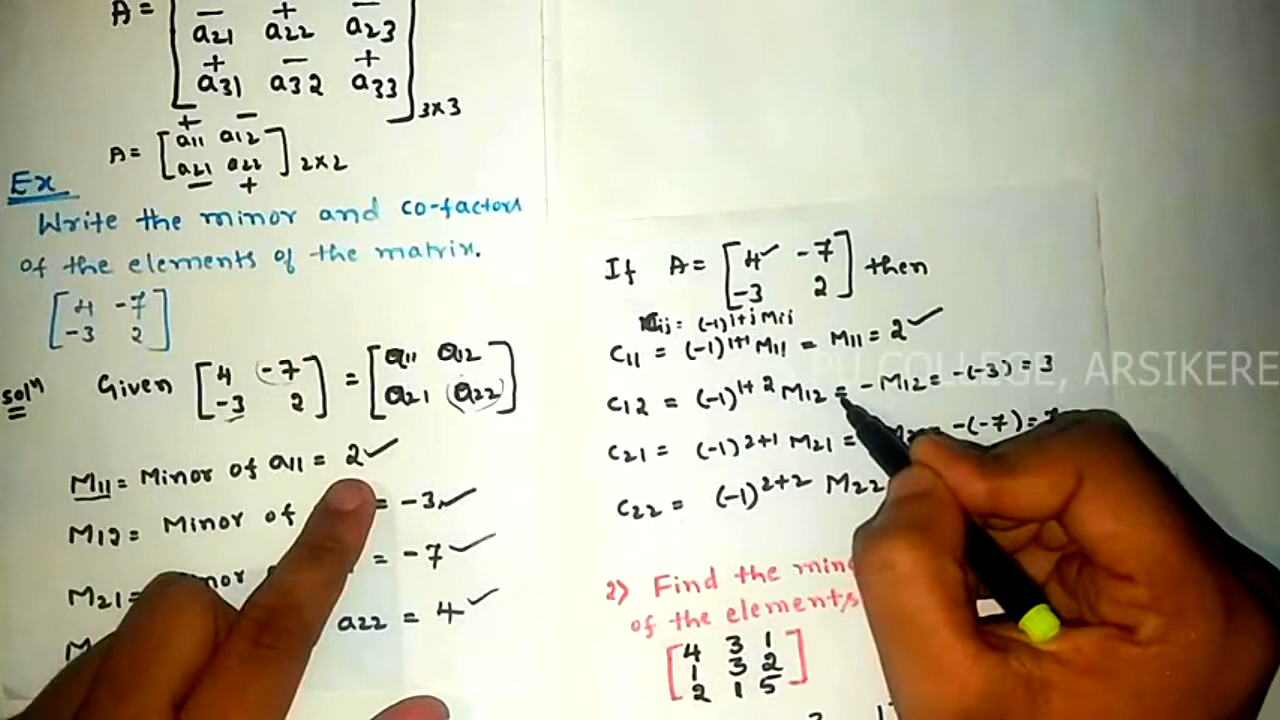 A = [ a21 a22 a23
a31 a32 a33 ] 3×3
A = [ a11 a12
a21 a22 ] 2×2
Ex
Write the minor and co-factors
of the elements of the matrix.
[ 4 -7
-3 2 ]
Solⁿ Given [ 4 -7 = [ a11 a12
-3 2 ] a21 a22 ]
M11 = Minor of a11 = 2 ✓
M12 = Minor of = -3 ✓
M21 = = -7 ✓
a22 = 4 ✓
If A = [ 4 ✓ -7 ] then
-3 2
Cij = (-1)^i+j Mij
C11 = (-1)^1+1 M11 = M11 = 2 ✓
C12 = (-1)^1+2 M12 = - M12 = -(-3) = 3
C21 = (-1)^2+1 M21 = -(-7) =
C22 = (-1)^2+2 M22
2) Find the
of the elements
[ 4 3 1
1 3 2
2 1 5 ]
PU COLLEGE, ARSIKERE